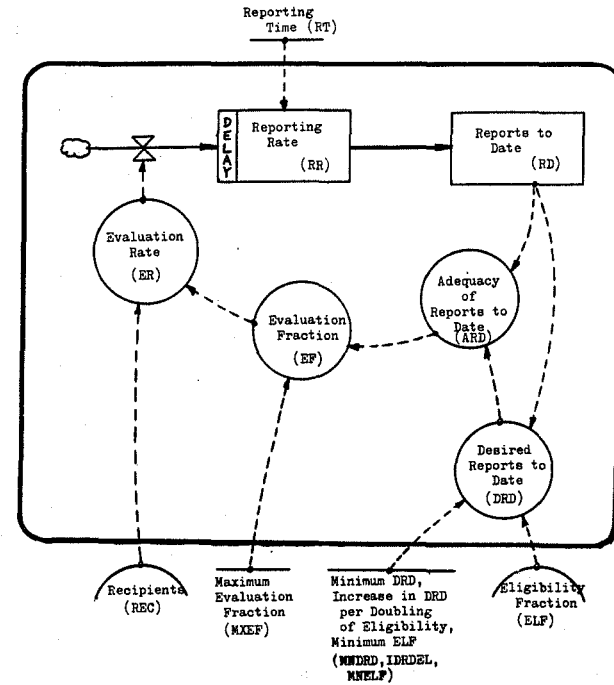 Reporting
Time (RT)
DELAY
Reporting
Rate
(RR)
Reports to
Date
(RD)
Evaluation
Rate
(ER)
Evaluation
Fraction
(EF)
Adequacy
of
Reports to
Date
(ARD)
Desired
Reports to
Date
(DRD)
Recipients
(REC)
Maximum
Evaluation
Fraction
(MXEF)
Minimum DRD,
Increase in DRD
per Doubling
of Eligibility,
Minimum ELF
(MNDRD, IDRDEL,
MNELF)
Eligibility
Fraction
(ELF)